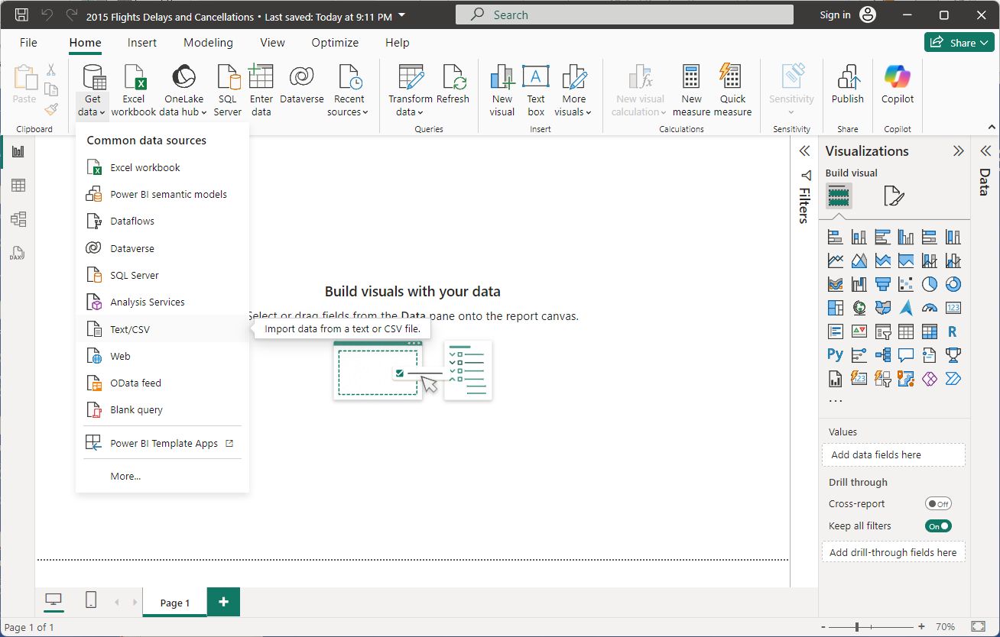 2015 Flights Delays and Cancellations • Last saved: Today at 9:11 PM
Search
Sign in
File
Home
Insert
Modeling
View
Optimize
Help
Share
Paste
Clipboard
Get data
Excel workbook
OneLake data hub
SQL Server
Enter data
Dataverse
Recent sources
Transform data
Refresh
Queries
New visual
Text box
More visuals
Insert
New visual calculation
New measure
Quick measure
Calculations
Sensitivity
Sensitivity
Publish
Share
Copilot
Copilot
Common data sources
Excel workbook
Power BI semantic models
Dataflows
Dataverse
SQL Server
Analysis Services
Text/CSV
Web
OData feed
Blank query
Power BI Template Apps
More...
DAX
Build visuals with your data
Select or drag fields from the Data pane onto the report canvas.
Import data from a text or CSV file.
Filters
Visualizations
Build visual
123
R
Py
123
...
Values
Add data fields here
Drill through
Cross-report
Off
Keep all filters
On
Add drill-through fields here
Data
Page 1
Page 1 of 1
- + 70%